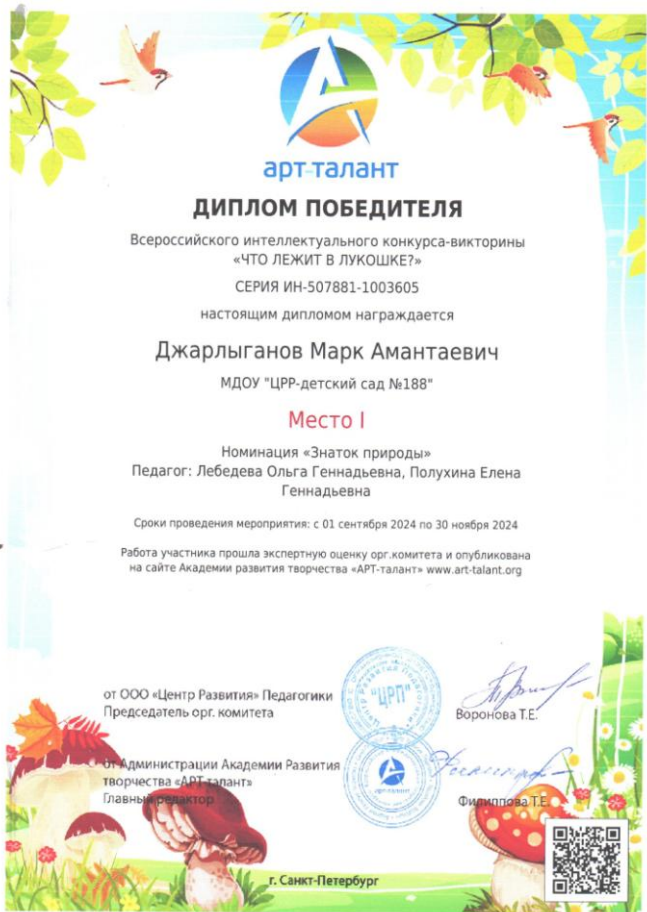 арт-талант
ДИПЛОМ ПОБЕДИТЕЛЯ
Всероссийского интеллектуального конкурса-викторины
«ЧТО ЛЕЖИТ В ЛУКОШКЕ?»
СЕРИЯ ИН-507881-1003605
настоящим дипломом награждается
Джарлыганов Марк Амантаевич
МДОУ "ЦРР-детский сад №188"
Место I
Номинация «Знаток природы»
Педагог: Лебедева Ольга Геннадьевна, Полухина Елена
Геннадьевна
Сроки проведения мероприятия: с 01 сентября 2024 по 30 ноября 2024
Работа участника прошла экспертную оценку орг.комитета и опубликована
на сайте Академии развития творчества «АРТ-талант» www.art-talant.org
от ООО «Центр Развития» Педагогики
Председатель орг. комитета
"ЦРП"
Воронова Т.Е.
от Администрации Академии Развития
творчества «АРТ-талант»
Главный редактор
арт-талант
Филиппова Т.Е.
г. Санкт-Петербург